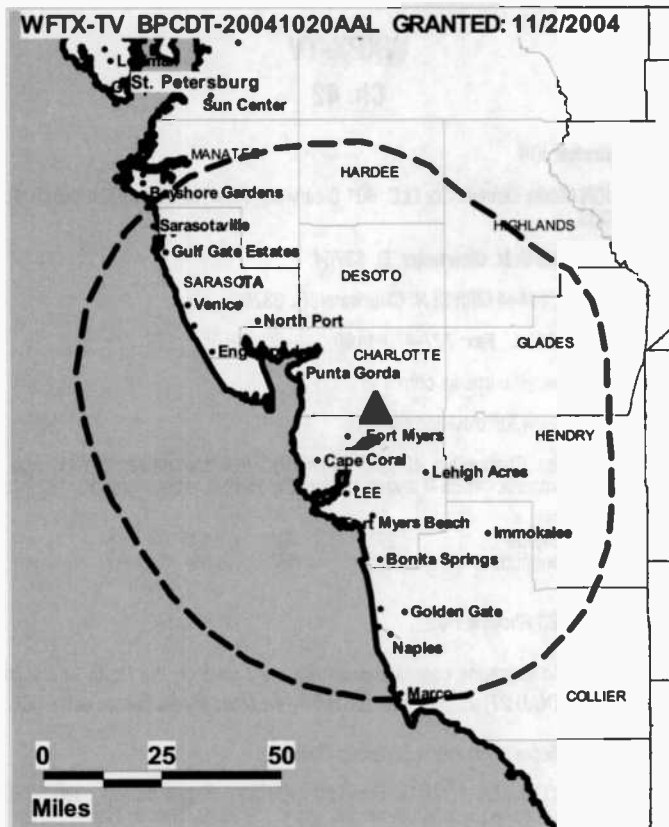 WFTX-TV BPCDT-20041020AAL GRANTED: 11/2/2004
St. Petersburg
Sun Center
MANATEE
HARDEE
Bayshore Gardens
HIGHLANDS
Sarasotaville
Gulf Gate Estates
DESOTO
SARASOTA
Venice
North Port
GLADES
CHARLOTTE
Punta Gorda
Fort Myers
HENDRY
Cape Coral
Lehigh Acres
LEE
Myers Beach
Immokalee
Bonita Springs
Golden Gate
Naples
Marco
COLLIER
0 25 50
Miles